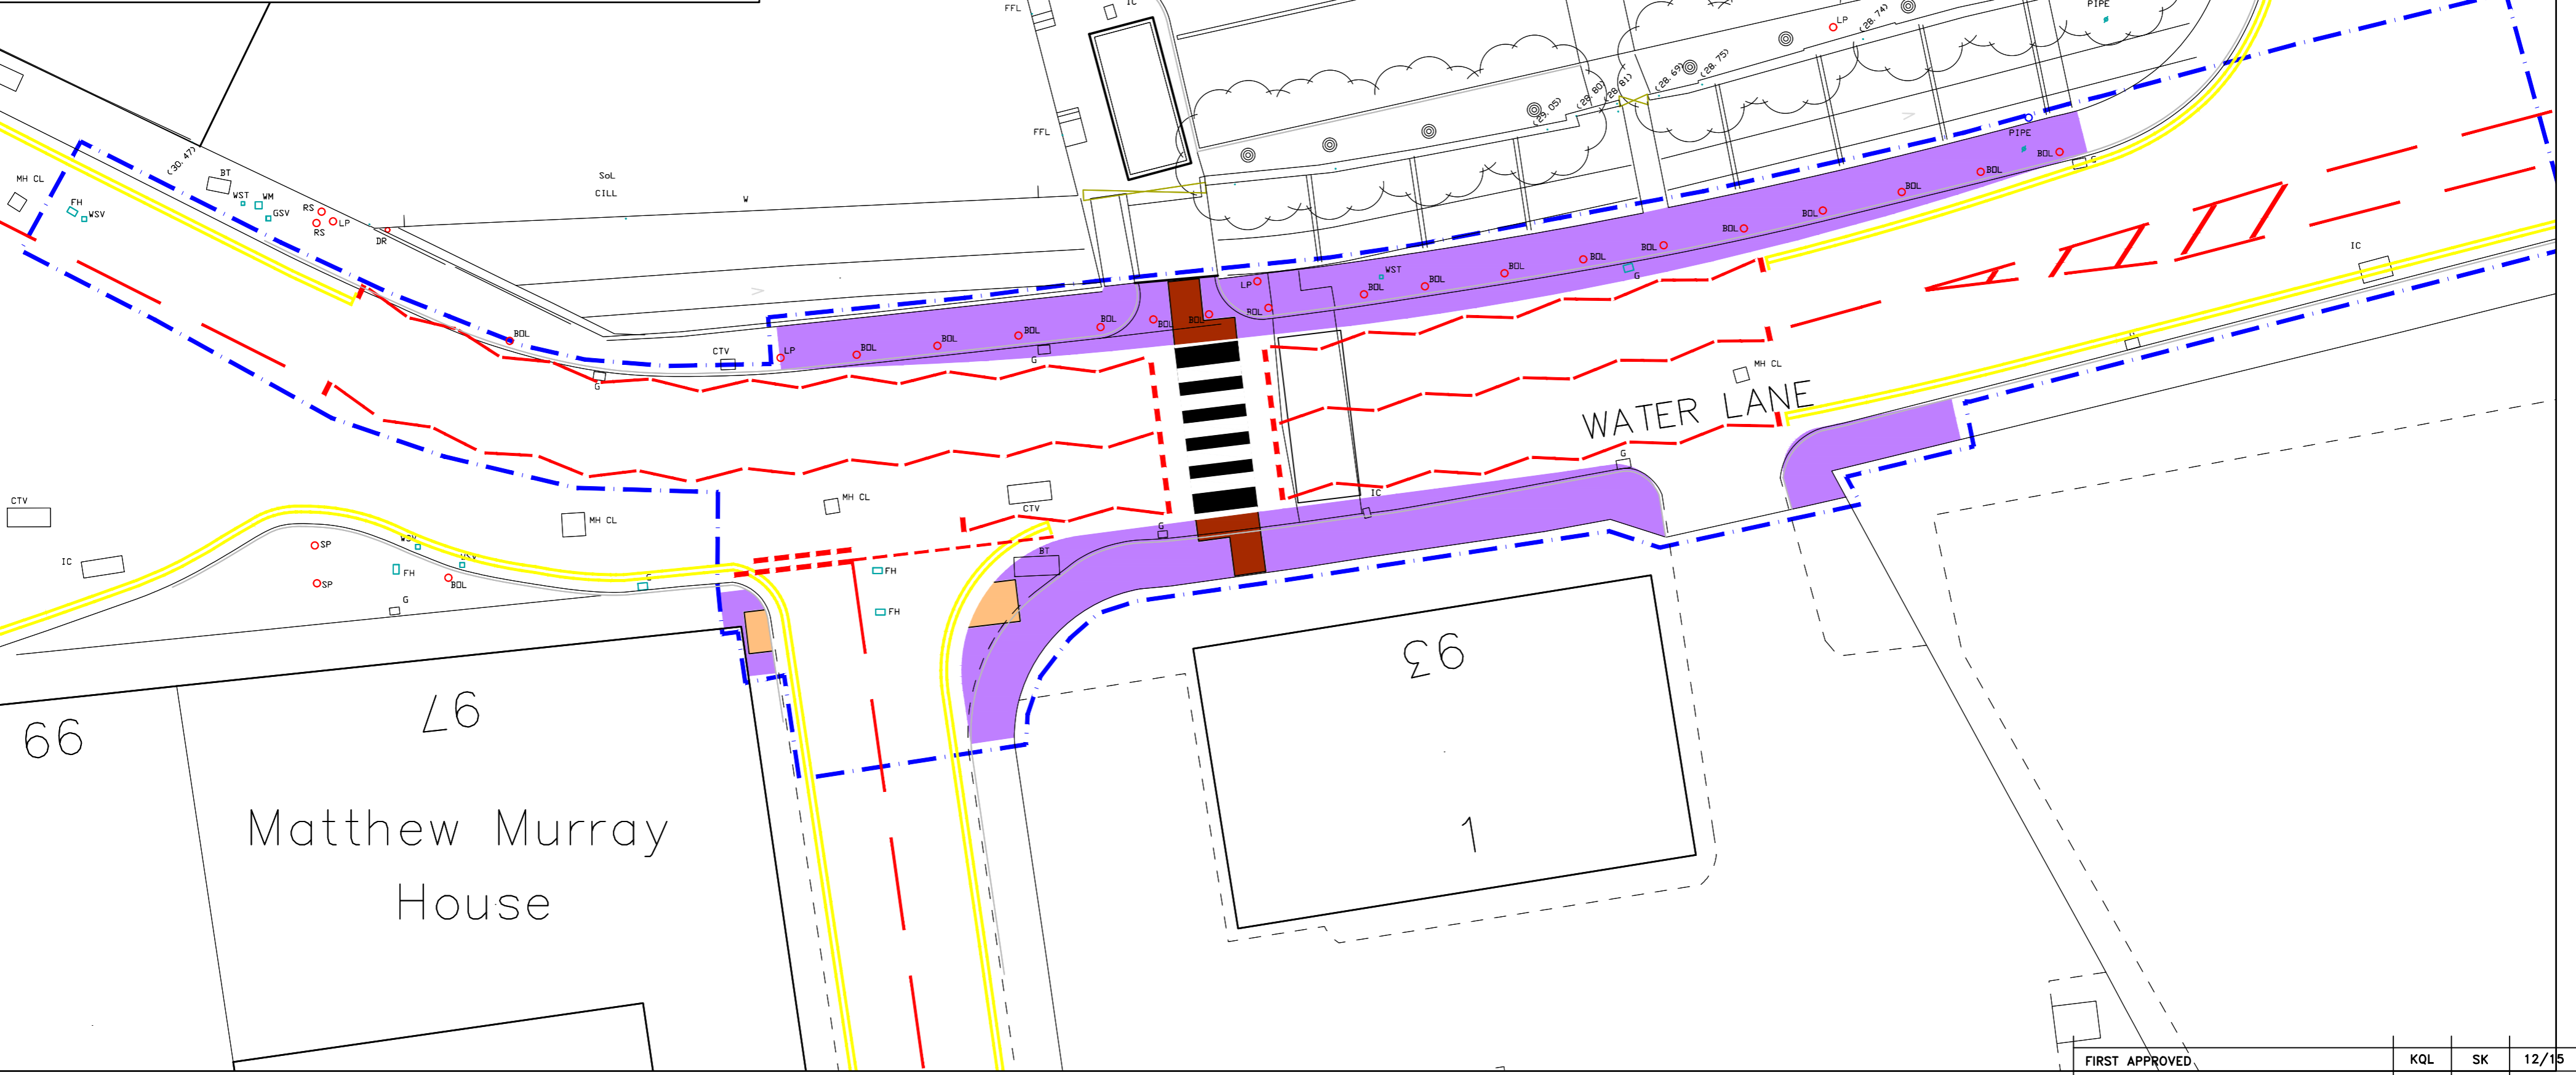 FFL
IC
LP
(28.74)
PIPE
(28.75)
(28.69)
(28.81)
(28.80)
(29.05)
FFL
PIPE
BOL
G
BOL
BOL
BOL
BOL
BOL
BOL
BOL
BOL
BOL
WST
LP
BOL
G
(30.47)
MH CL
FH
WSV
BT
WST
WM
GSV
RS
RS
LP
DR
SoL
CILL
W
BOL
CTV
G
LP
BOL
BOL
BOL
BOL
BOL
BOL
G
WATER LANE
MH CL
IC
G
IC
CTV
MH CL
CTV
MH CL
IC
SP
SP
WSV
FH
BOL
G
G
BT
FH
FH
G
99
97
93
1
Matthew Murray
House
FIRST APPROVED KQL SK 12/15